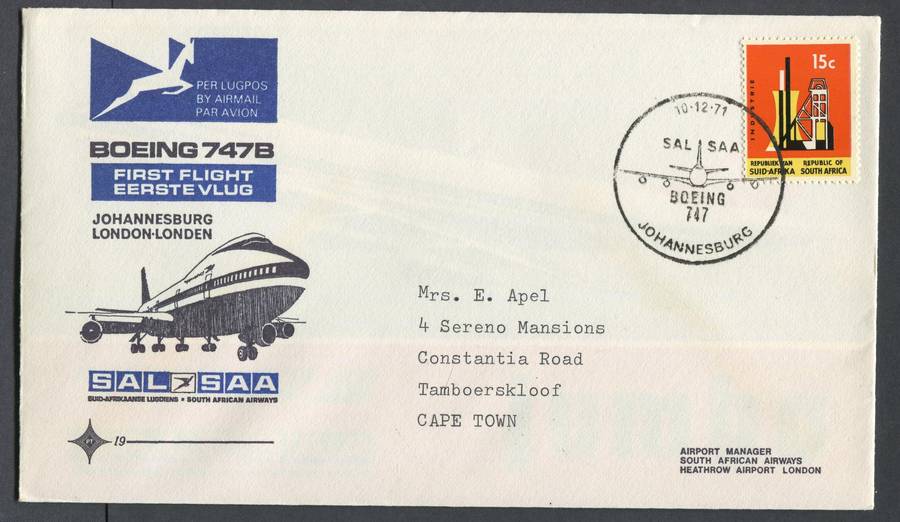 PER LUGPOS
BY AIRMAIL
PAR AVION
BOEING 747B
FIRST FLIGHT
EERSTE VLUG
JOHANNESBURG
LONDON·LONDEN
SAL SAA
SUID-AFRIKAANSE LUGDIENS • SOUTH AFRICAN AIRWAYS
19
15c
INDUSTRIE
REPUBLIEK VAN REPUBLIC OF
SUID-AFRIKA SOUTH AFRICA
10·12·71
SAL SAA
BOEING
747
JOHANNESBURG
Mrs. E. Apel
4 Sereno Mansions
Constantia Road
Tamboerskloof
CAPE TOWN
AIRPORT MANAGER
SOUTH AFRICAN AIRWAYS
HEATHROW AIRPORT LONDON